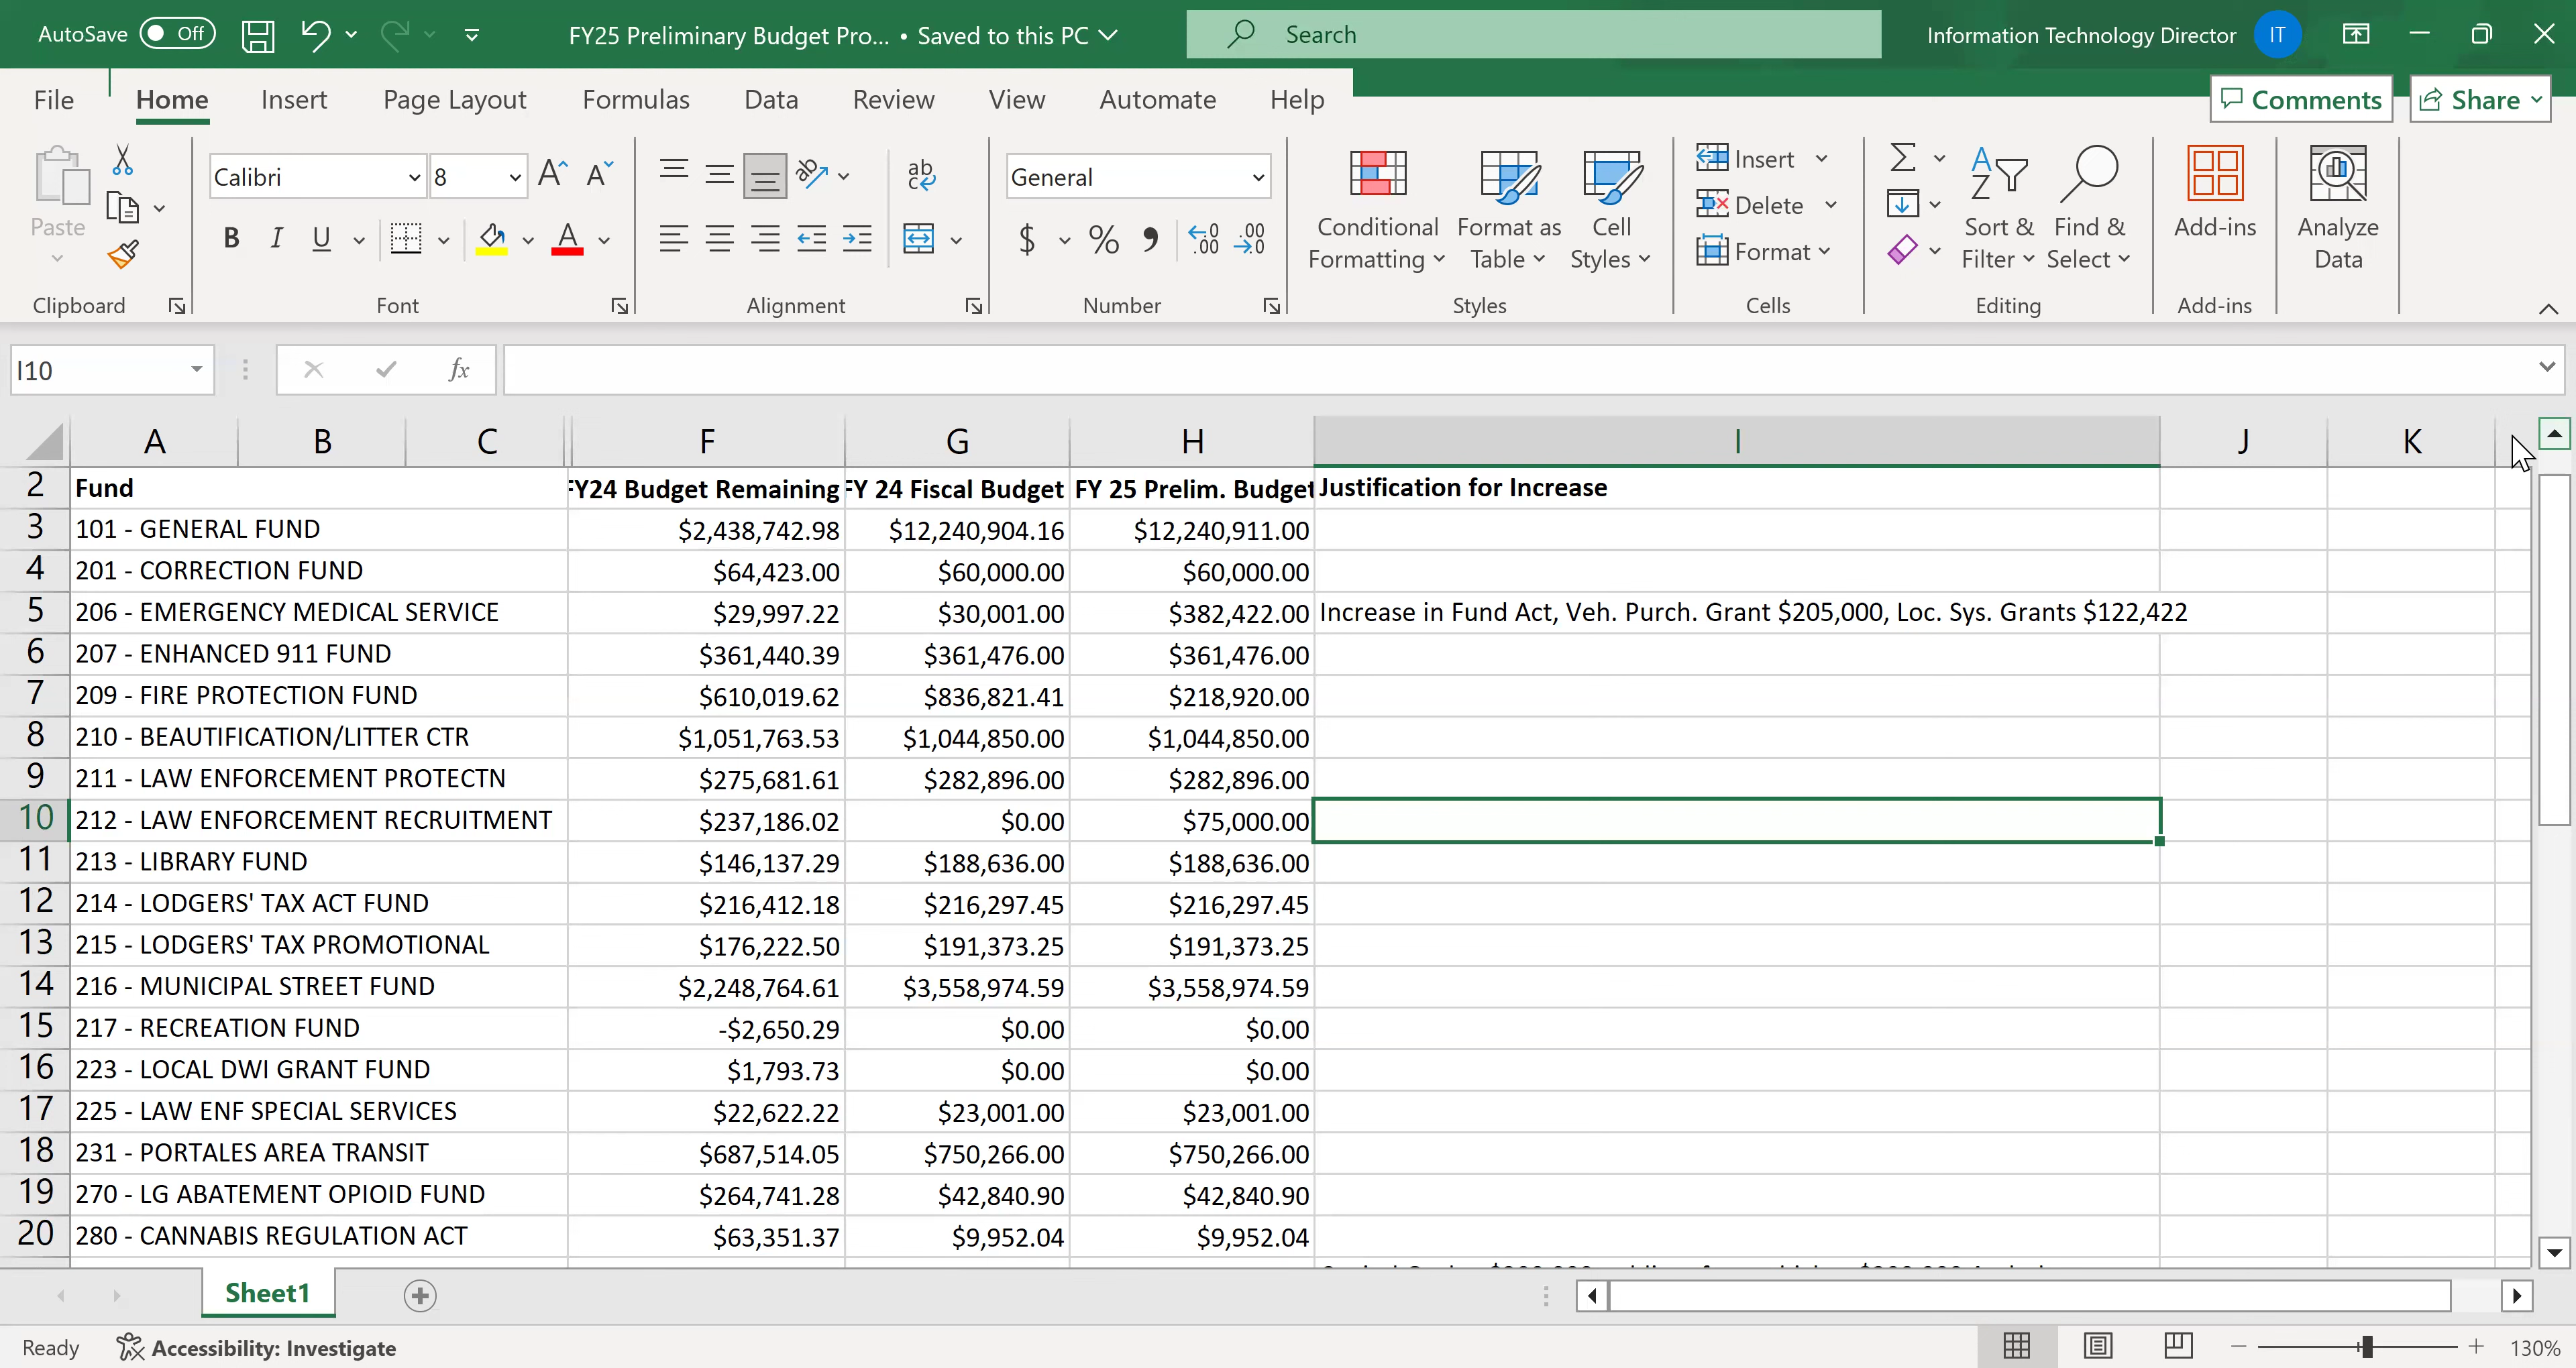 AutoSave Off FY25 Preliminary Budget Pro... • Saved to this PC Search Information Technology Director IT
File Home Insert Page Layout Formulas Data Review View Automate Help Comments Share
Paste Calibri 8 General Conditional Formatting Format as Table Cell Styles Insert Delete Format Sort & Filter Find & Select Add-ins Analyze Data
Clipboard Font Alignment Number Styles Cells Editing Add-ins
I10 fx
A B C F G H I J K
2 Fund FY24 Budget Remaining FY 24 Fiscal Budget FY 25 Prelim. Budget Justification for Increase
3 101 - GENERAL FUND $2,438,742.98 $12,240,904.16 $12,240,911.00
4 201 - CORRECTION FUND $64,423.00 $60,000.00 $60,000.00
5 206 - EMERGENCY MEDICAL SERVICE $29,997.22 $30,001.00 $382,422.00 Increase in Fund Act, Veh. Purch. Grant $205,000, Loc. Sys. Grants $122,422
6 207 - ENHANCED 911 FUND $361,440.39 $361,476.00 $361,476.00
7 209 - FIRE PROTECTION FUND $610,019.62 $836,821.41 $218,920.00
8 210 - BEAUTIFICATION/LITTER CTR $1,051,763.53 $1,044,850.00 $1,044,850.00
9 211 - LAW ENFORCEMENT PROTECTN $275,681.61 $282,896.00 $282,896.00
10 212 - LAW ENFORCEMENT RECRUITMENT $237,186.02 $0.00 $75,000.00
11 213 - LIBRARY FUND $146,137.29 $188,636.00 $188,636.00
12 214 - LODGERS' TAX ACT FUND $216,412.18 $216,297.45 $216,297.45
13 215 - LODGERS' TAX PROMOTIONAL $176,222.50 $191,373.25 $191,373.25
14 216 - MUNICIPAL STREET FUND $2,248,764.61 $3,558,974.59 $3,558,974.59
15 217 - RECREATION FUND -$2,650.29 $0.00 $0.00
16 223 - LOCAL DWI GRANT FUND $1,793.73 $0.00 $0.00
17 225 - LAW ENF SPECIAL SERVICES $22,622.22 $23,001.00 $23,001.00
18 231 - PORTALES AREA TRANSIT $687,514.05 $750,266.00 $750,266.00
19 270 - LG ABATEMENT OPIOID FUND $264,741.28 $42,840.90 $42,840.90
20 280 - CANNABIS REGULATION ACT $63,351.37 $9,952.04 $9,952.04
Sheet1
Ready Accessibility: Investigate 130%